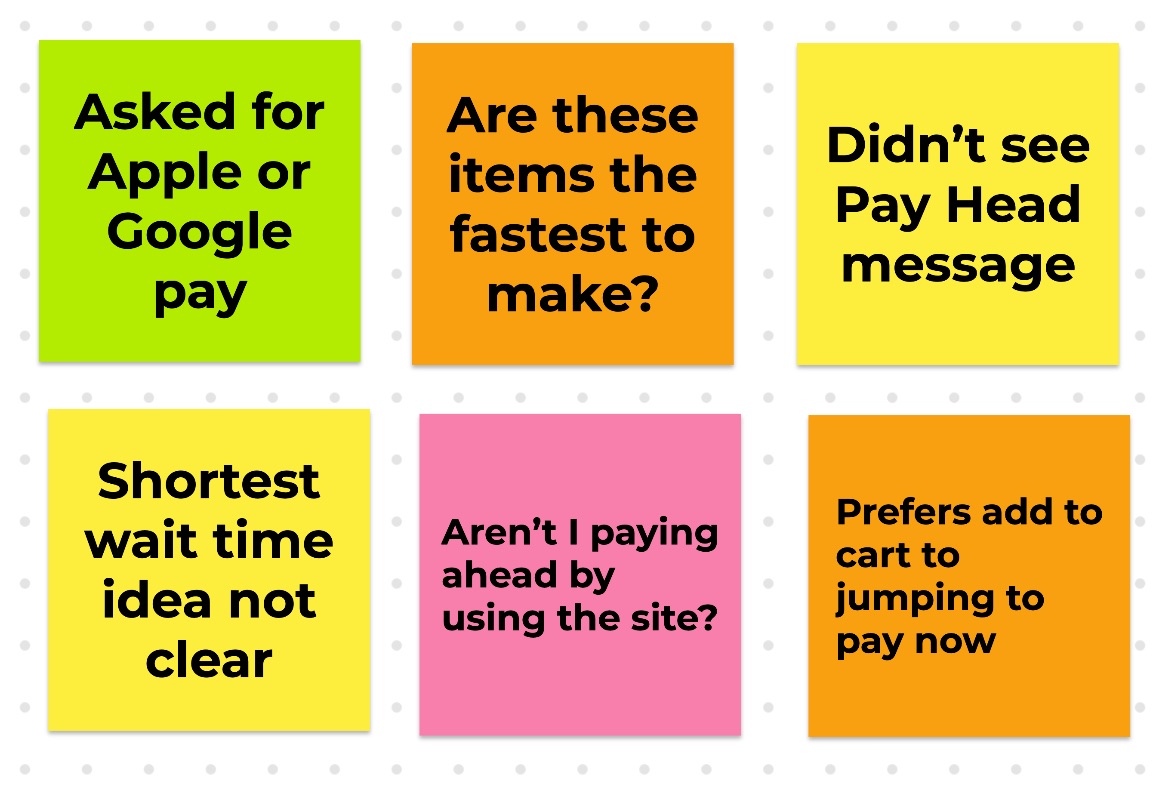 Asked for
Apple or
Google
pay
Are these
items the
fastest to
make?
Didn’t see
Pay Head
message
Shortest
wait time
idea not
clear
Aren’t I paying
ahead by
using the site?
Prefers add to
cart to
jumping to
pay now